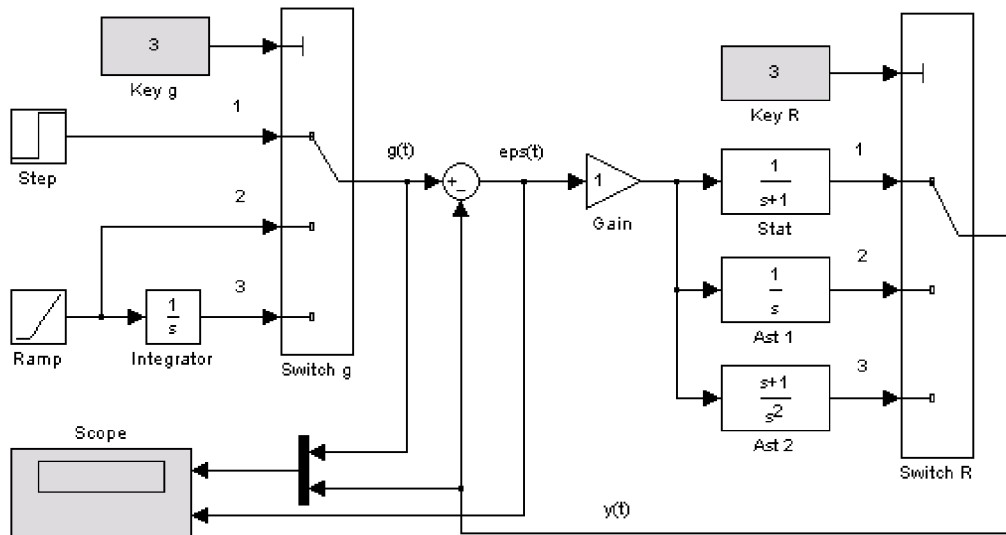 3
Key g
3
Key R
1
Step
g(t)
eps(t)
+
−
1
Gain
1
1
s+1
Stat
2
3
Ramp
1
s
Integrator
Switch g
2
1
s
Ast 1
3
s+1
s2
Ast 2
Switch R
Scope
y(t)